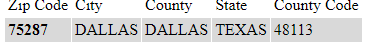 Zip Code City County State County Code
75287 DALLAS DALLAS TEXAS 48113